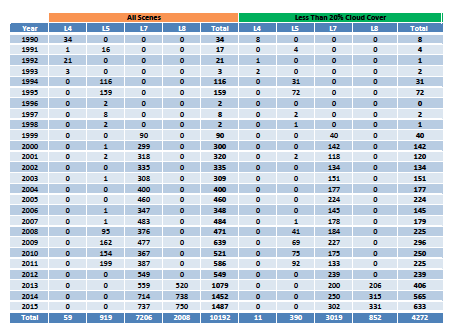 All Scenes Less Than 20% Cloud Cover
Year L4 L5 L7 L8 Total L4 L5 L7 L8 Total
1990 34 0 0 0 34 8 0 0 0 8
1991 1 16 0 0 17 0 4 0 0 4
1992 21 0 0 0 21 1 0 0 0 1
1993 3 0 0 0 3 2 0 0 0 2
1994 0 116 0 0 116 0 31 0 0 31
1995 0 159 0 0 159 0 72 0 0 72
1996 0 2 0 0 2 0 0 0 0 0
1997 0 8 0 0 8 0 2 0 0 2
1998 0 2 0 0 2 0 1 0 0 1
1999 0 0 90 0 90 0 0 40 0 40
2000 0 1 299 0 300 0 0 142 0 142
2001 0 2 318 0 320 0 2 118 0 120
2002 0 0 335 0 335 0 0 134 0 134
2003 0 1 308 0 309 0 0 151 0 151
2004 0 0 400 0 400 0 0 177 0 177
2005 0 0 460 0 460 0 0 224 0 224
2006 0 1 347 0 348 0 0 145 0 145
2007 0 1 483 0 484 0 1 178 0 179
2008 0 95 376 0 471 0 41 184 0 225
2009 0 162 477 0 639 0 69 227 0 296
2010 0 154 367 0 521 0 75 175 0 250
2011 0 199 387 0 586 0 92 133 0 225
2012 0 0 549 0 549 0 0 239 0 239
2013 0 0 559 520 1079 0 0 200 206 406
2014 0 0 714 738 1452 0 0 250 315 565
2015 0 0 737 750 1487 0 0 302 331 633
Total 59 919 7206 2008 10192 11 390 3019 852 4272